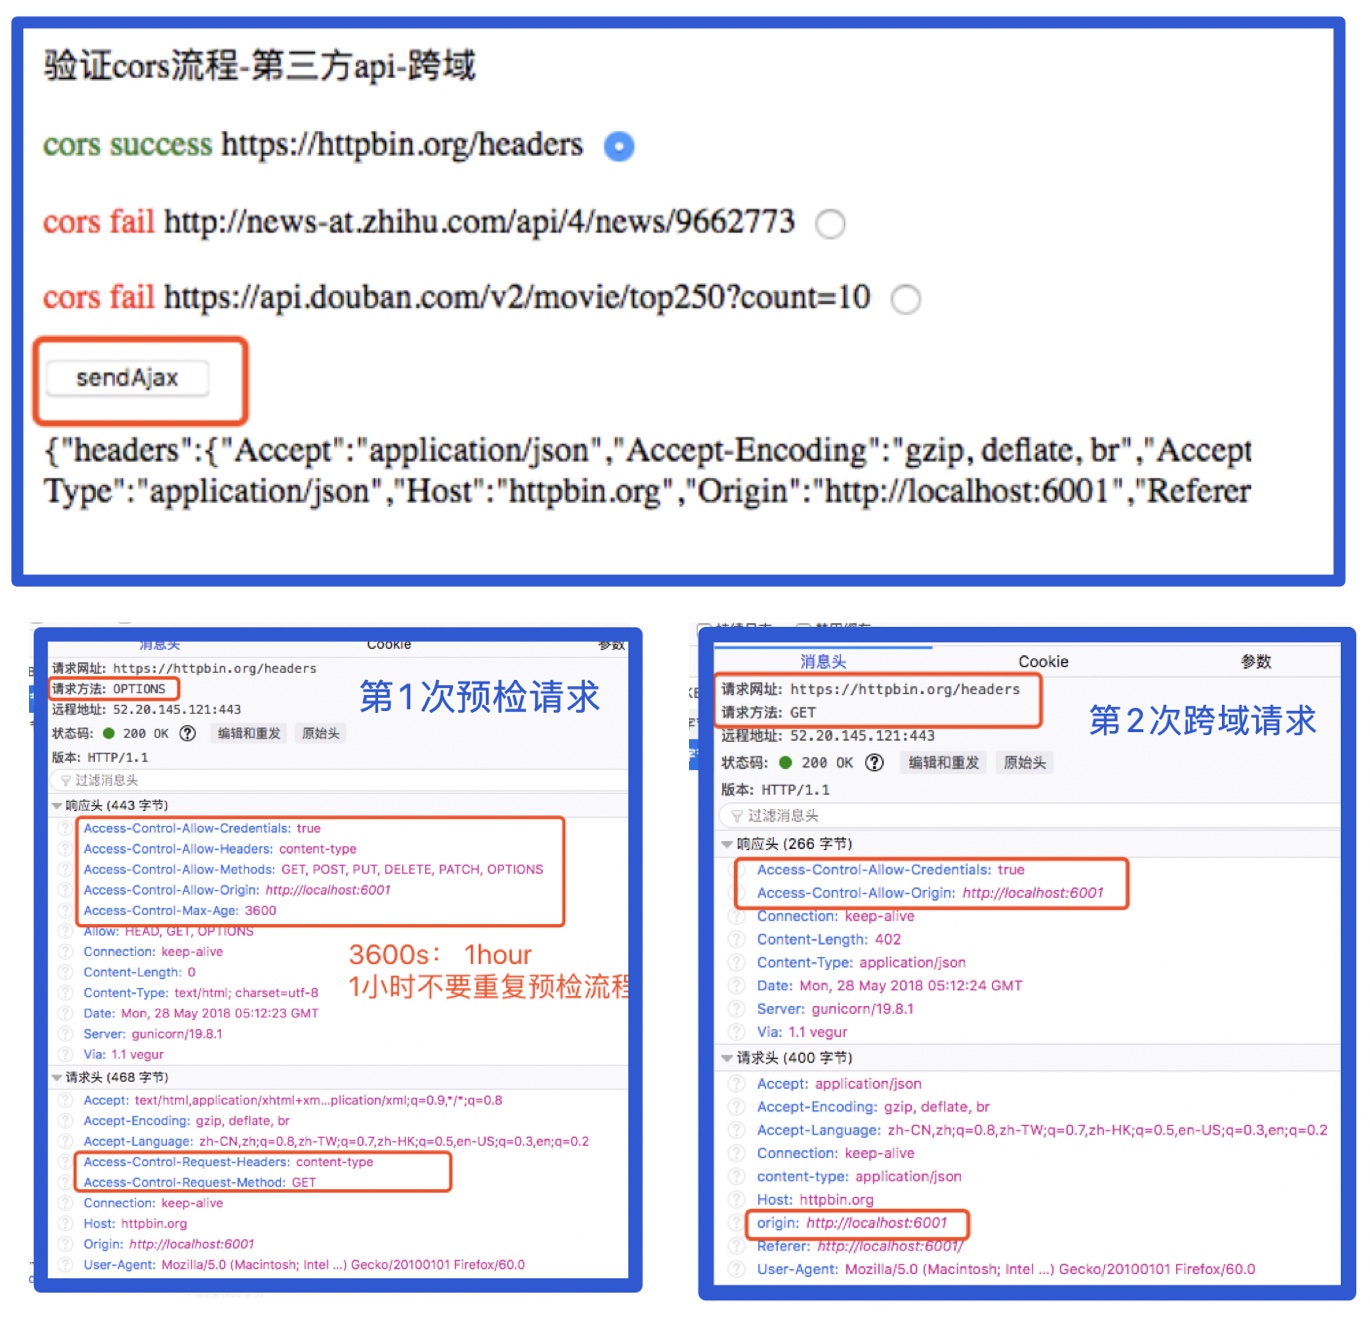 验证cors流程-第三方api-跨域
cors success https://httpbin.org/headers
cors fail http://news-at.zhihu.com/api/4/news/9662773
cors fail https://api.douban.com/v2/movie/top250?count=10
sendAjax
{"headers":{"Accept":"application/json","Accept-Encoding":"gzip, deflate, br","Accept
Type":"application/json","Host":"httpbin.org","Origin":"http://localhost:6001","Referer
消息头 Cookie 参数
请求网址: https://httpbin.org/headers
请求方法: OPTIONS
第1次预检请求
远程地址: 52.20.145.121:443
状态码: 200 OK ? 编辑和重发 原始头
版本: HTTP/1.1
过滤消息头
响应头 (443 字节)
Access-Control-Allow-Credentials: true
Access-Control-Allow-Headers: content-type
Access-Control-Allow-Methods: GET, POST, PUT, DELETE, PATCH, OPTIONS
Access-Control-Allow-Origin: http://localhost:6001
Access-Control-Max-Age: 3600
Allow: HEAD, GET, OPTIONS
Connection: keep-alive
Content-Length: 0
Content-Type: text/html; charset=utf-8
Date: Mon, 28 May 2018 05:12:23 GMT
Server: gunicorn/19.8.1
Via: 1.1 vegur
3600s： 1hour
1小时不要重复预检流程
请求头 (468 字节)
Accept: text/html,application/xhtml+xm…plication/xml;q=0.9,*/*;q=0.8
Accept-Encoding: gzip, deflate, br
Accept-Language: zh-CN,zh;q=0.8,zh-TW;q=0.7,zh-HK;q=0.5,en-US;q=0.3,en;q=0.2
Access-Control-Request-Headers: content-type
Access-Control-Request-Method: GET
Connection: keep-alive
Host: httpbin.org
Origin: http://localhost:6001
User-Agent: Mozilla/5.0 (Macintosh; Intel …) Gecko/20100101 Firefox/60.0
消息头 Cookie 参数
请求网址: https://httpbin.org/headers
请求方法: GET
第2次跨域请求
远程地址: 52.20.145.121:443
状态码: 200 OK ? 编辑和重发 原始头
版本: HTTP/1.1
过滤消息头
响应头 (266 字节)
Access-Control-Allow-Credentials: true
Access-Control-Allow-Origin: http://localhost:6001
Connection: keep-alive
Content-Length: 402
Content-Type: application/json
Date: Mon, 28 May 2018 05:12:24 GMT
Server: gunicorn/19.8.1
Via: 1.1 vegur
请求头 (400 字节)
Accept: application/json
Accept-Encoding: gzip, deflate, br
Accept-Language: zh-CN,zh;q=0.8,zh-TW;q=0.7,zh-HK;q=0.5,en-US;q=0.3,en;q=0.2
Connection: keep-alive
content-type: application/json
Host: httpbin.org
origin: http://localhost:6001
Referer: http://localhost:6001/
User-Agent: Mozilla/5.0 (Macintosh; Intel …) Gecko/20100101 Firefox/60.0